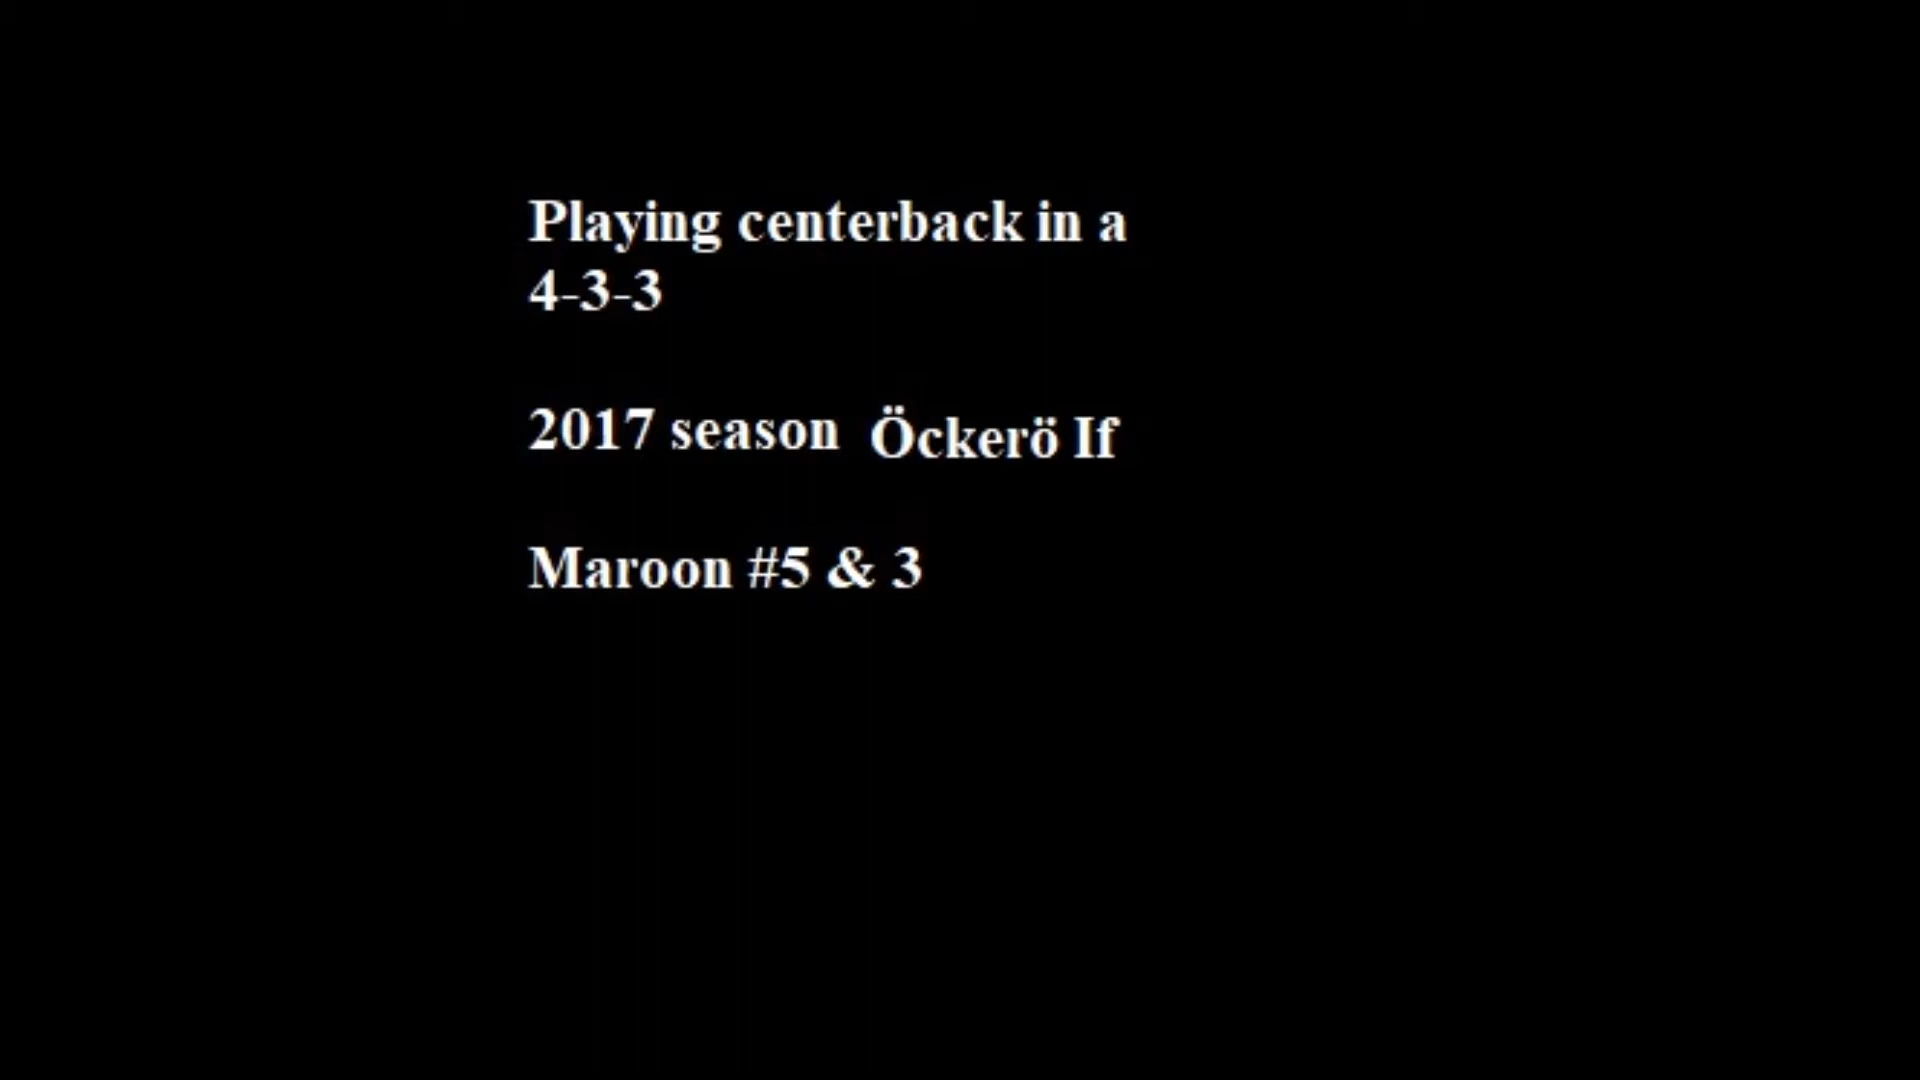 Playing centerback in a
4-3-3
2017 season Öckerö If
Maroon #5 & 3